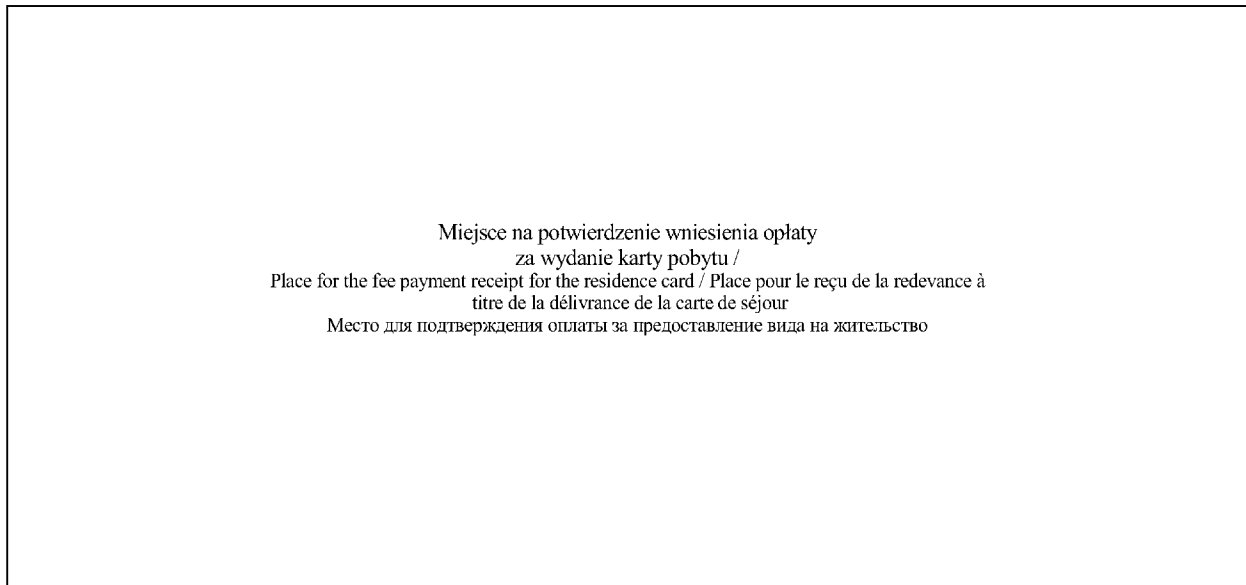 Miejsce na potwierdzenie wniesienia opłaty
za wydanie karty pobytu /
Place for the fee payment receipt for the residence card / Place pour le reçu de la redevance à
titre de la délivrance de la carte de séjour
Место для подтверждения оплаты за предоставление вида на жительство